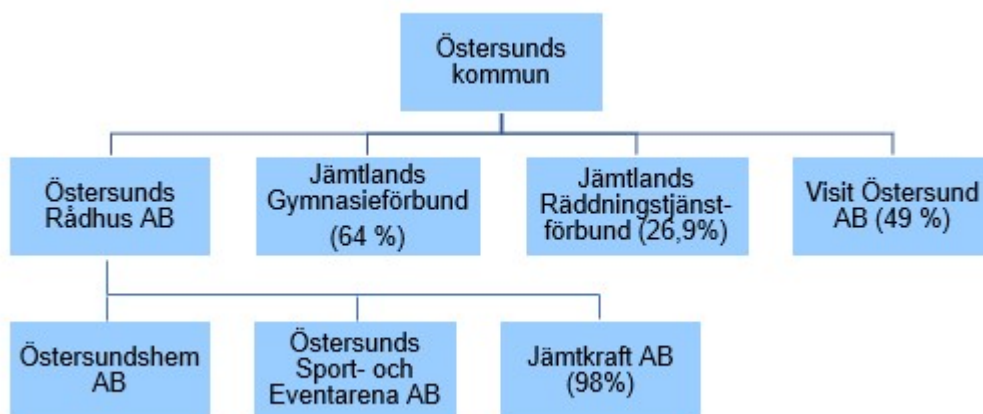 Östersunds
kommun
Östersunds
Rådhus AB
Jämtlands
Gymnasieförbund
(64 %)
Jämtlands
Räddningstjänst-
förbund (26,9%)
Visit Östersund
AB (49 %)
Östersundshem
AB
Östersunds
Sport- och
Eventarena AB
Jämtkraft AB
(98%)